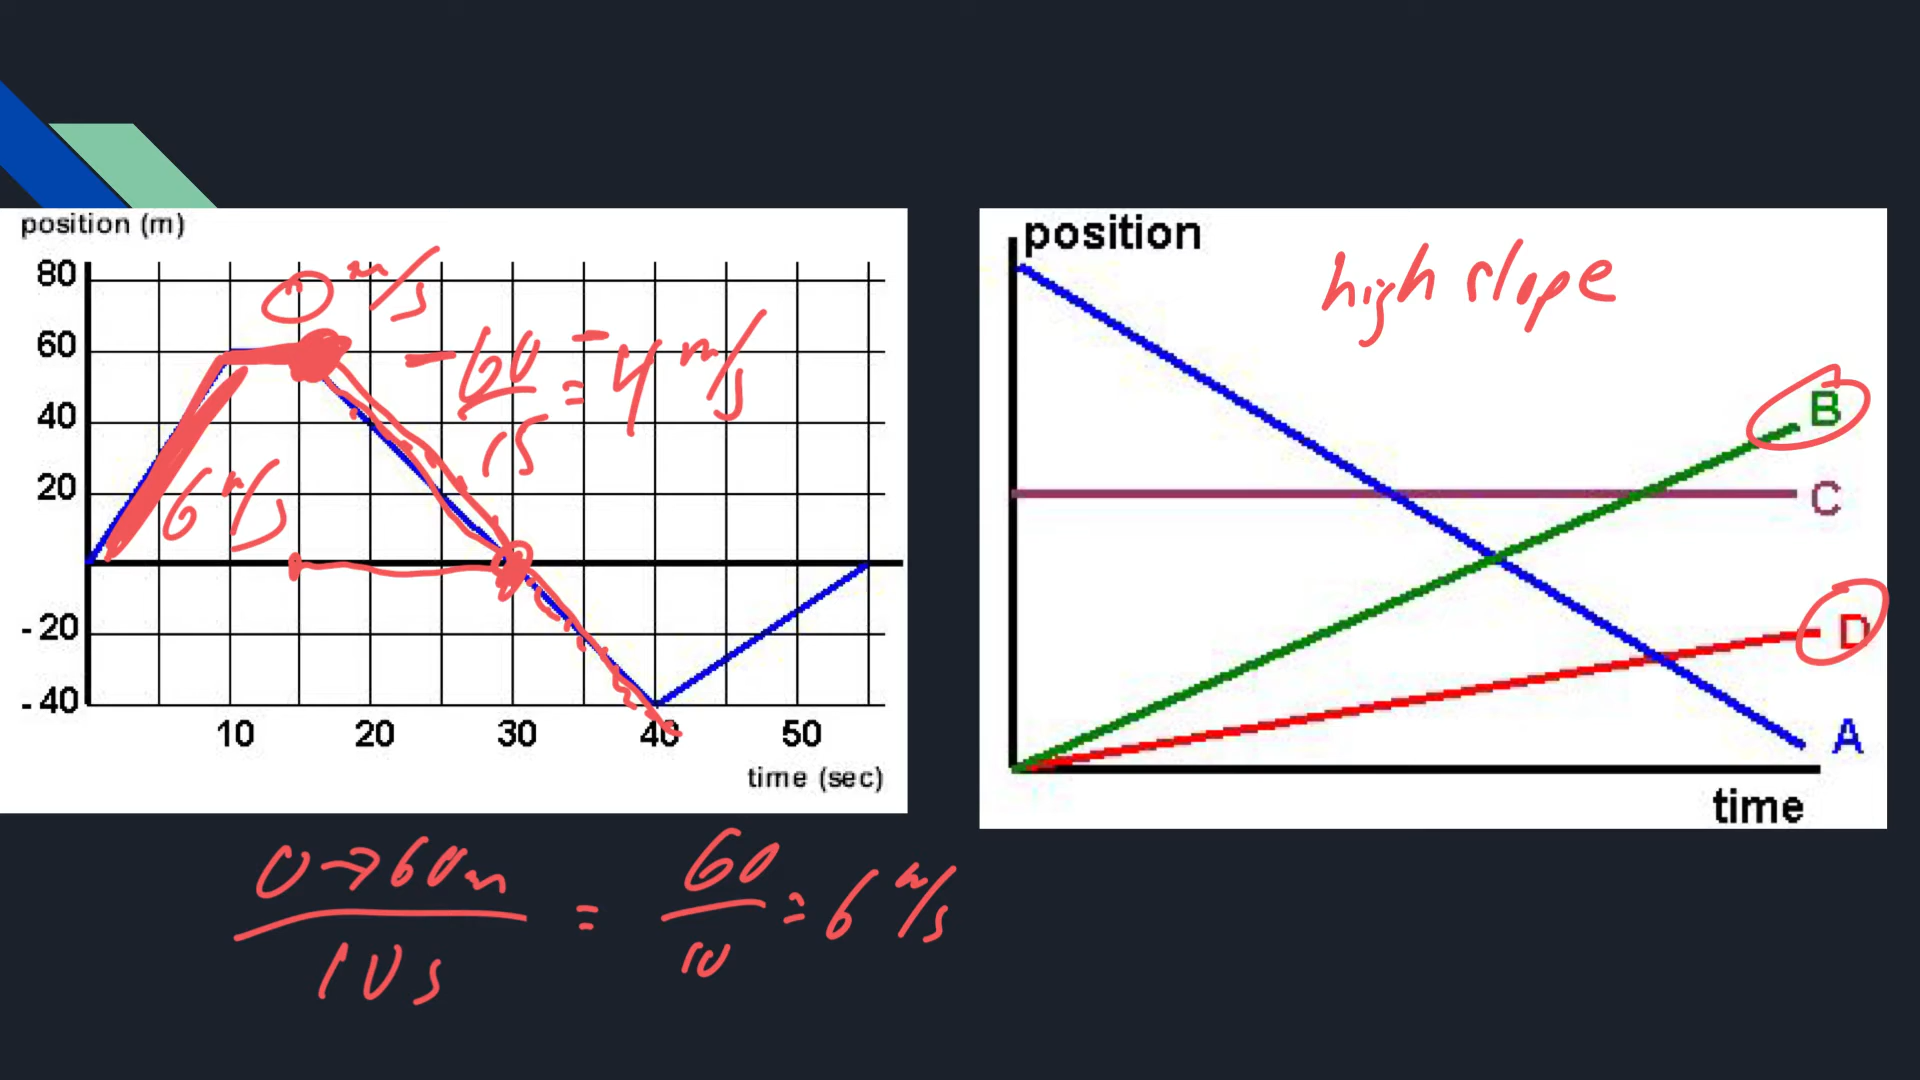 position (m)
80
60
40
20
-20
-40
10 20 30 40 50
time (sec)
0 m/s
-60/15 = -4 m/s
6 m/s
0→60m/10s = 60/10 = 6 m/s
position
high slope
B
C
D
A
time